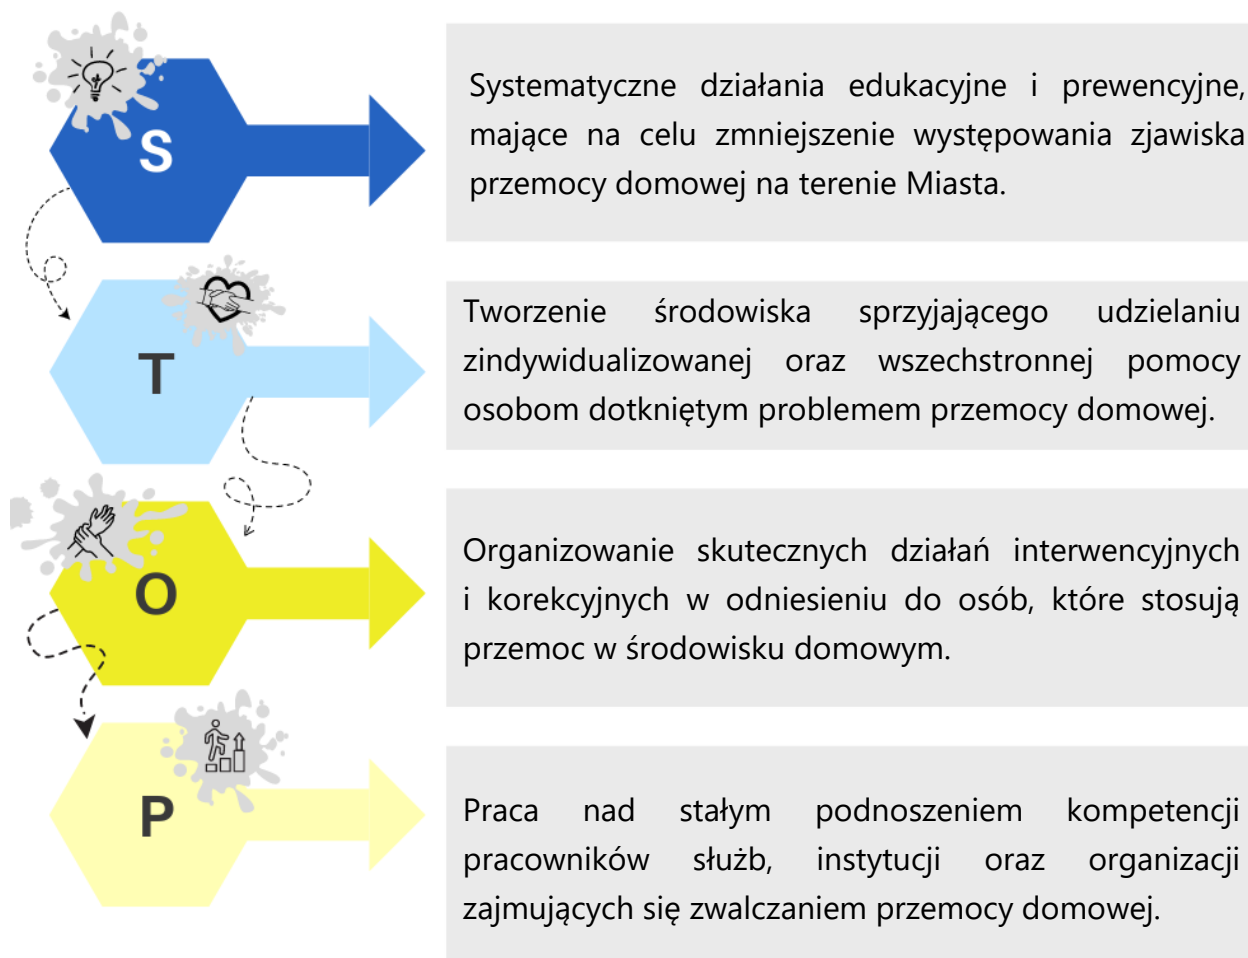 S
Systematyczne działania edukacyjne i prewencyjne,
mające na celu zmniejszenie występowania zjawiska
przemocy domowej na terenie Miasta.
T
Tworzenie środowiska sprzyjającego udzielaniu
zindywidualizowanej oraz wszechstronnej pomocy
osobom dotkniętym problemem przemocy domowej.
O
Organizowanie skutecznych działań interwencyjnych
i korekcyjnych w odniesieniu do osób, które stosują
przemoc w środowisku domowym.
P
Praca nad stałym podnoszeniem kompetencji
pracowników służb, instytucji oraz organizacji
zajmujących się zwalczaniem przemocy domowej.